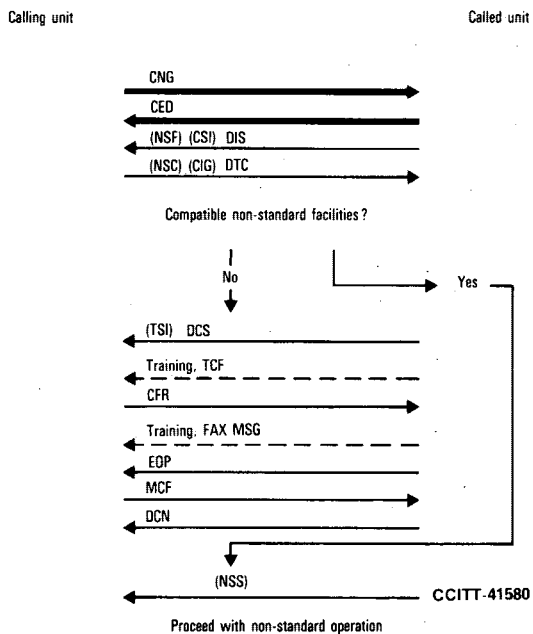 Calling unit
Called unit
CNG
CED
(NSF) (CSI) DIS
(NSC) (CIG) DTC
Compatible non-standard facilities?
No
Yes
(TSI) DCS
Training, TCF
CFR
Training, FAX MSG
EOP
MCF
DCN
(NSS)
CCITT-41580
Proceed with non-standard operation